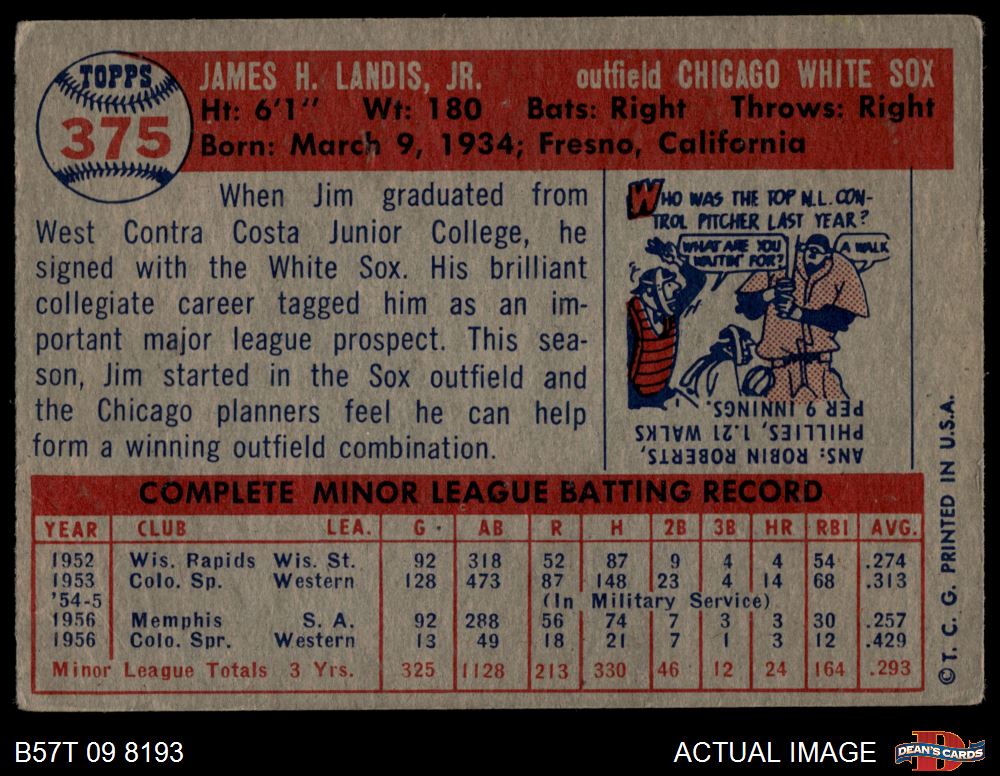 TOPPS
375
JAMES H. LANDIS, JR. outfield CHICAGO WHITE SOX
Ht: 6'1" Wt: 180 Bats: Right Throws: Right
Born: March 9, 1934; Fresno, California
When Jim graduated from
West Contra Costa Junior College, he
signed with the White Sox. His brilliant
collegiate career tagged him as an im-
portant major league prospect. This sea-
son, Jim started in the Sox outfield and
the Chicago planners feel he can help
form a winning outfield combination.
WHO WAS THE TOP N.L. CON-
TROL PITCHER LAST YEAR?
WHAT ARE YOU
WAITIN' FOR?
A WALK
ANS: ROBIN ROBERTS,
PHILLIES, 1.21 WALKS
PER 9 INNINGS.
COMPLETE MINOR LEAGUE BATTING RECORD
YEAR CLUB LEA. G AB R H 2B 3B HR RBI AVG.
1952 Wis. Rapids Wis. St. 92 318 52 87 9 4 4 54 .274
1953 Colo. Sp. Western 128 473 87 148 23 4 14 68 .313
'54-5 (In Military Service)
1956 Memphis S. A. 92 288 56 74 7 3 3 30 .257
1956 Colo. Spr. Western 13 49 18 21 7 1 3 12 .429
Minor League Totals 3 Yrs. 325 1128 213 330 46 12 24 164 .293
© T. C. G. PRINTED IN U.S.A.
B57T 09 8193
ACTUAL IMAGE
DEAN'S CARDS